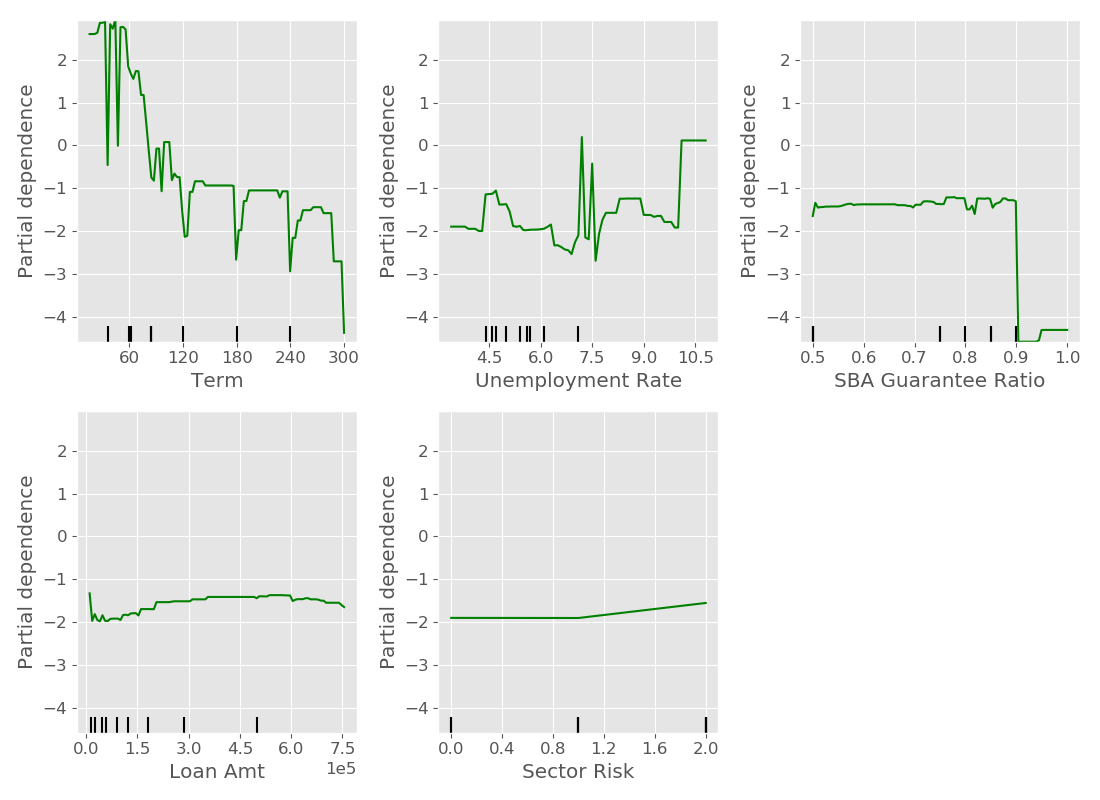 Partial dependence
2
1
0
−1
−2
−3
−4
60 120 180 240 300
Term
Partial dependence
2
1
0
−1
−2
−3
−4
4.5 6.0 7.5 9.0 10.5
Unemployment Rate
Partial dependence
2
1
0
−1
−2
−3
−4
0.5 0.6 0.7 0.8 0.9 1.0
SBA Guarantee Ratio
Partial dependence
2
1
0
−1
−2
−3
−4
0.0 1.5 3.0 4.5 6.0 7.5
1e5
Loan Amt
Partial dependence
2
1
0
−1
−2
−3
−4
0.0 0.4 0.8 1.2 1.6 2.0
Sector Risk